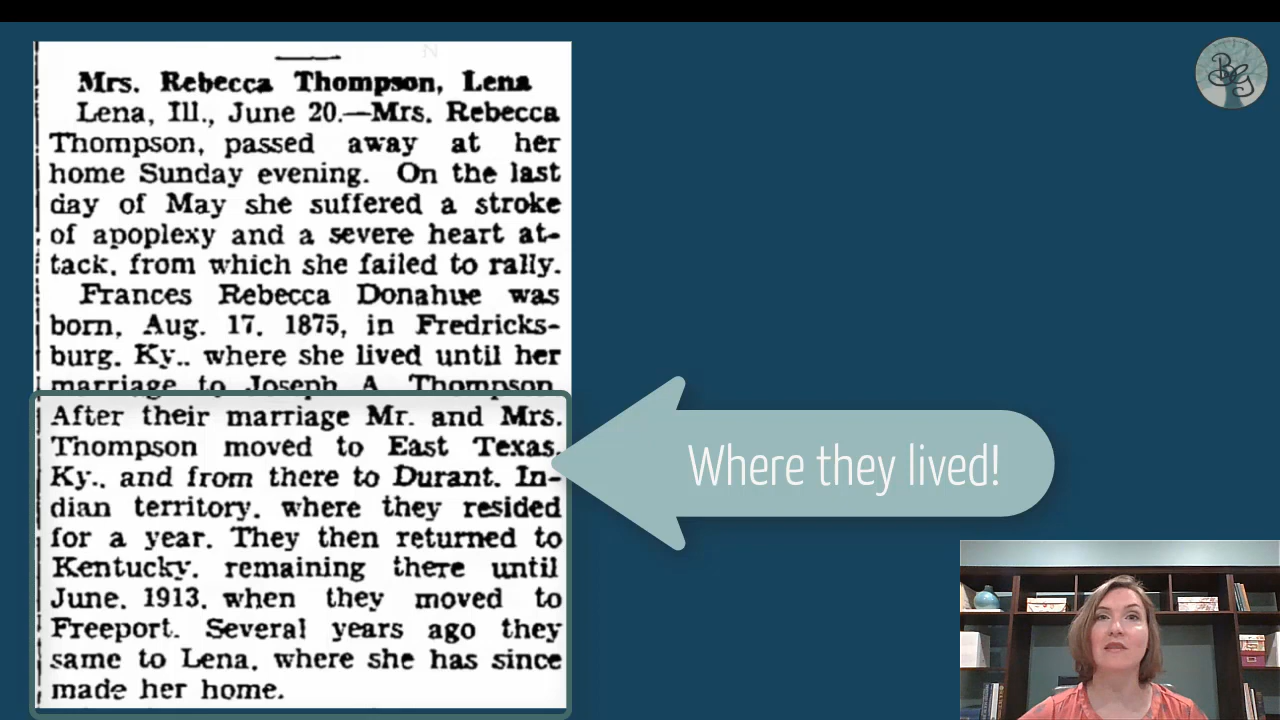 Mrs. Rebecca Thompson, Lena
Lena, Ill., June 20.—Mrs. Rebecca
Thompson, passed away at her
home Sunday evening. On the last
day of May she suffered a stroke
of apoplexy and a severe heart at-
tack, from which she failed to rally.
Frances Rebecca Donahue was
born, Aug. 17, 1875, in Fredricks-
burg, Ky., where she lived until her
marriage to Joseph A. Thompson.
After their marriage Mr. and Mrs.
Thompson moved to East Texas,
Ky., and from there to Durant, In-
dian territory, where they resided
for a year. They then returned to
Kentucky, remaining there until
June, 1913, when they moved to
Freeport. Several years ago they
same to Lena, where she has since
made her home.
Where they lived!
BG